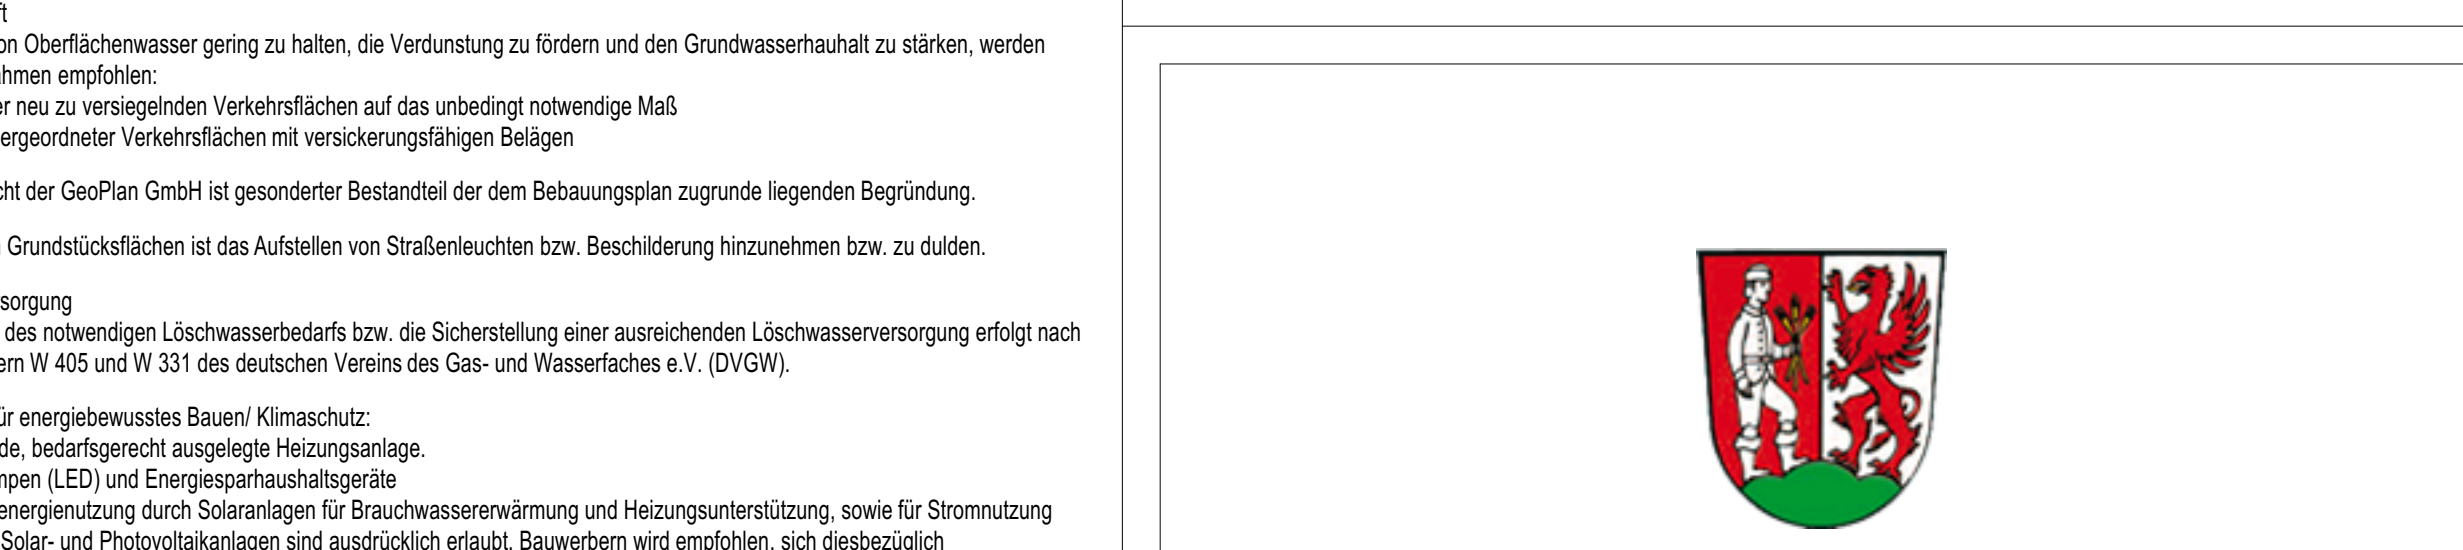 ft
on Oberflächenwasser gering zu halten, die Verdunstung zu fördern und den Grundwasserhauhalt zu stärken, werden
ahmen empfohlen:
er neu zu versiegelnden Verkehrsflächen auf das unbedingt notwendige Maß
ergeordneter Verkehrsflächen mit versickerungsfähigen Belägen
cht der GeoPlan GmbH ist gesonderter Bestandteil der dem Bebauungsplan zugrunde liegenden Begründung.
n Grundstücksflächen ist das Aufstellen von Straßenleuchten bzw. Beschilderung hinzunehmen bzw. zu dulden.
rsorgung
des notwendigen Löschwasserbedarfs bzw. die Sicherstellung einer ausreichenden Löschwasserversorgung erfolgt nach
ern W 405 und W 331 des deutschen Vereins des Gas- und Wasserfaches e.V. (DVGW).
ür energiebewusstes Bauen/ Klimaschutz:
de, bedarfsgerecht ausgelegte Heizungsanlage.
mpen (LED) und Energiesparhaushaltsgeräte
energienutzung durch Solaranlagen für Brauchwassererwärmung und Heizungsunterstützung, sowie für Stromnutzung
Solar- und Photovoltaikanlagen sind ausdrücklich erlaubt. Bauwerbern wird empfohlen, sich diesbezüglich